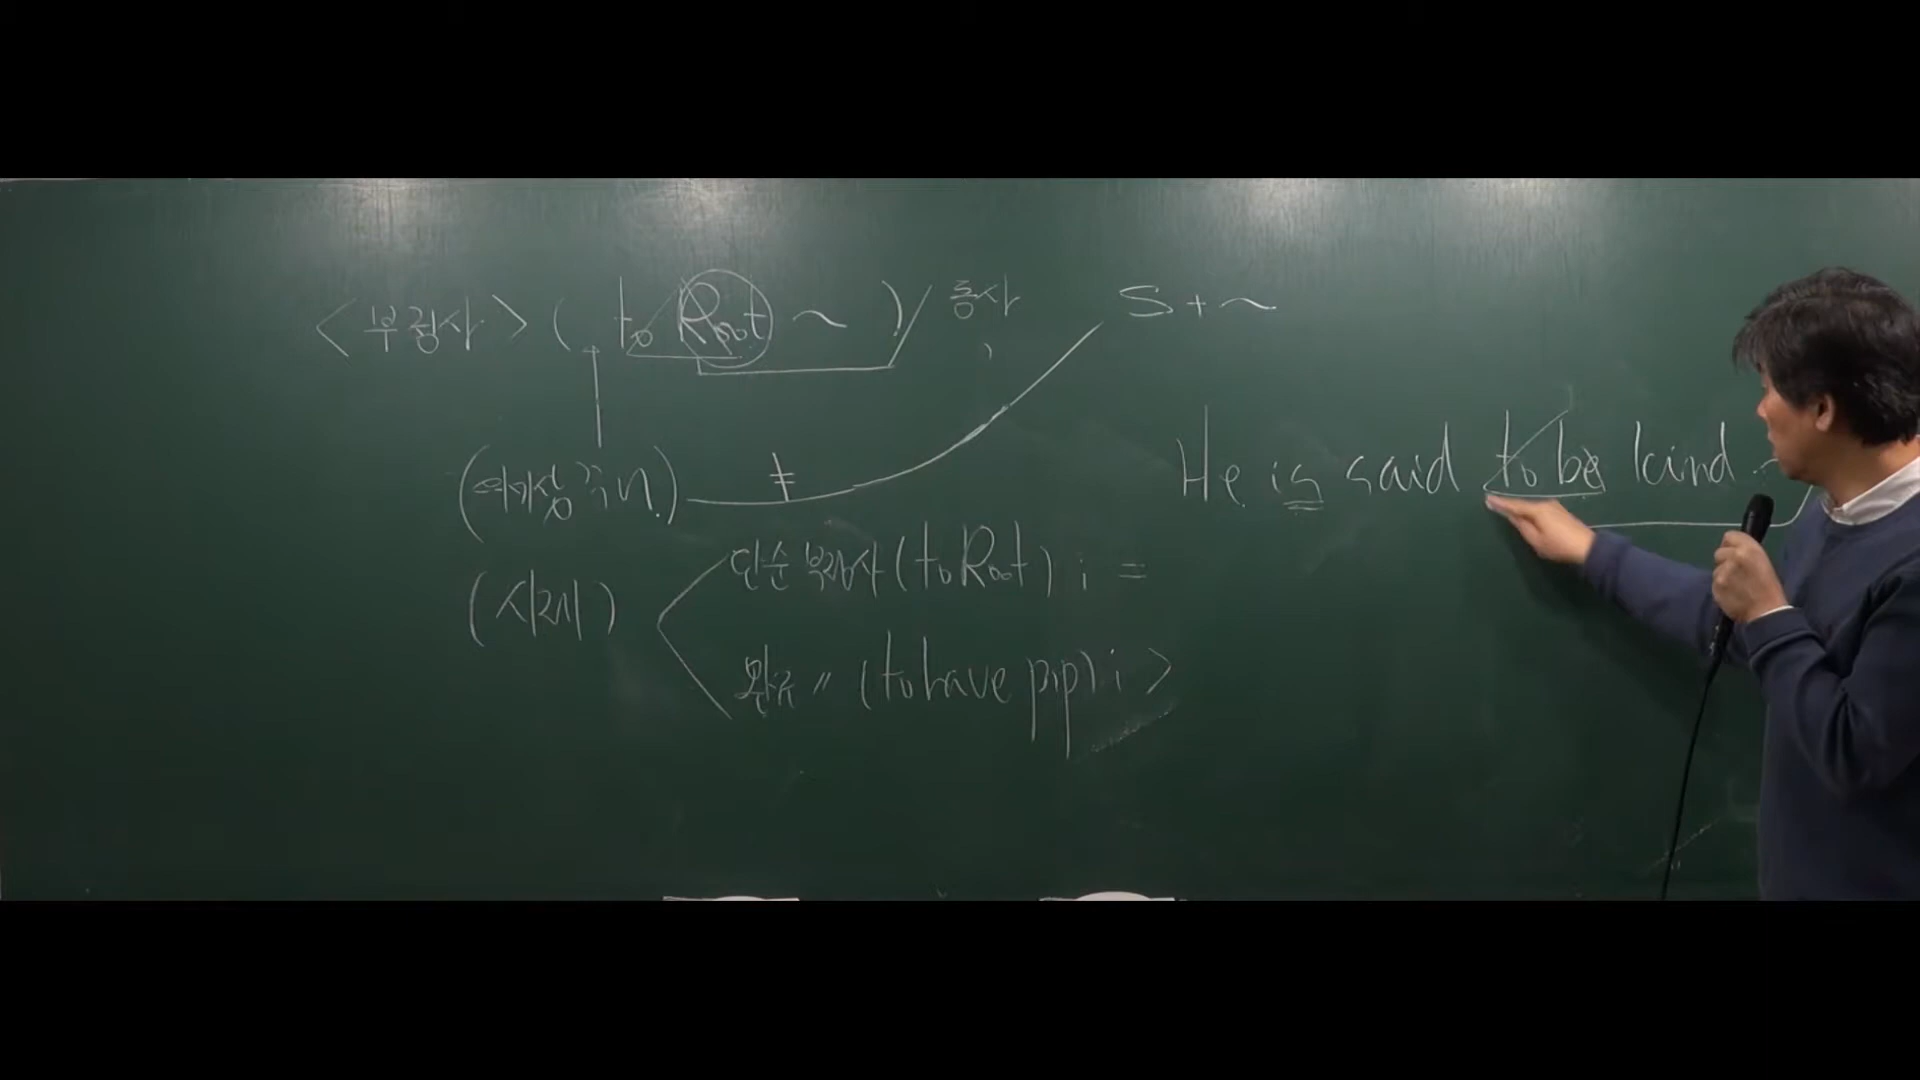 <부정사> ( to Root ~ ) 동사 S + ~
(의미상 주어) ≠
He is said to be kind
단순 부정사 (to Root) ; =
(시제)
완료 〃 (to have p.p) ; >